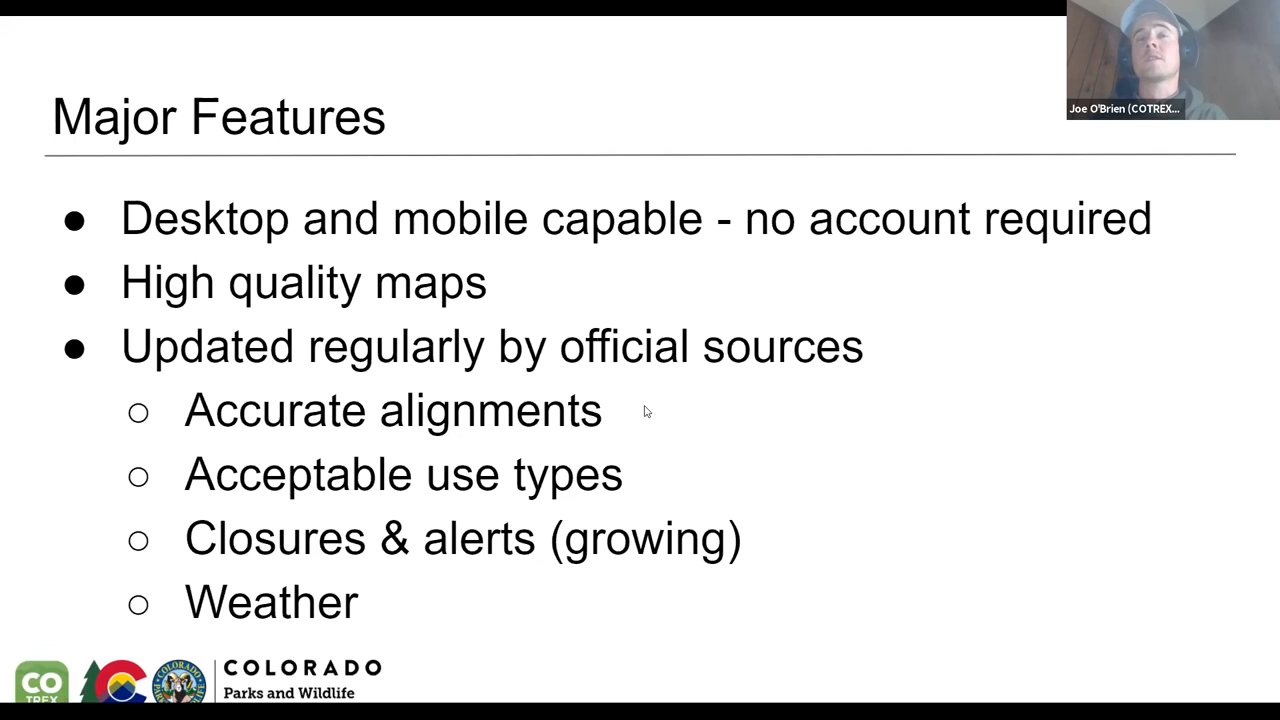 Joe O'Brien (COTREX...
Major Features
● Desktop and mobile capable - no account required
● High quality maps
● Updated regularly by official sources
○ Accurate alignments
○ Acceptable use types
○ Closures & alerts (growing)
○ Weather
CO
TREX
COLORADO
COLORADO
Parks and Wildlife